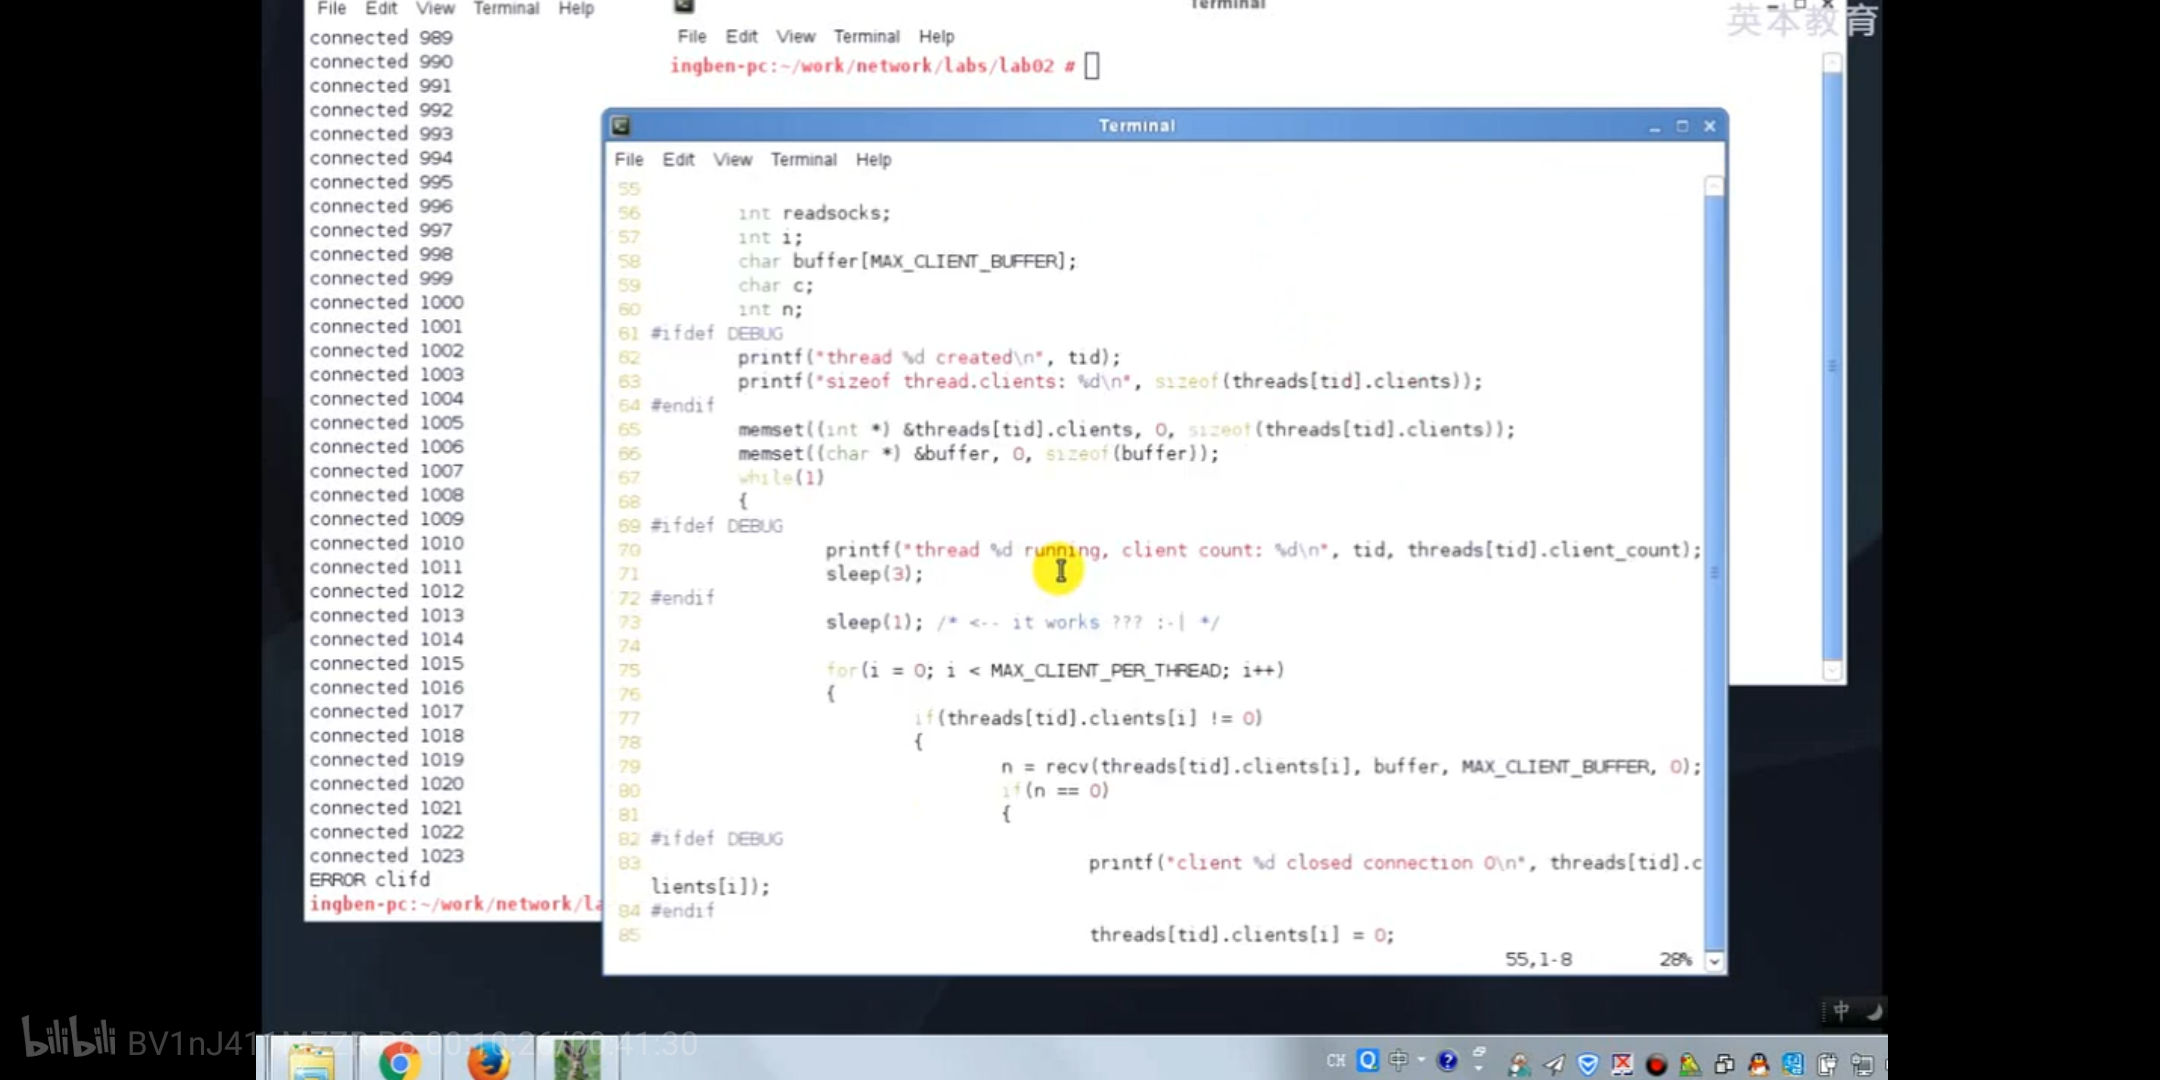 File Edit View Terminal Help
connected 989
connected 990
connected 991
connected 992
connected 993
connected 994
connected 995
connected 996
connected 997
connected 998
connected 999
connected 1000
connected 1001
connected 1002
connected 1003
connected 1004
connected 1005
connected 1006
connected 1007
connected 1008
connected 1009
connected 1010
connected 1011
connected 1012
connected 1013
connected 1014
connected 1015
connected 1016
connected 1017
connected 1018
connected 1019
connected 1020
connected 1021
connected 1022
connected 1023
ERROR clifd
ingben-pc:~/work/network/la
Terminal
英本教育
File Edit View Terminal Help
ingben-pc:~/work/network/labs/lab02 #
Terminal
File Edit View Terminal Help
55
56 int readsocks;
57 int i;
58 char buffer[MAX_CLIENT_BUFFER];
59 char c;
60 int n;
61 #ifdef DEBUG
62 printf("thread %d created\n", tid);
63 printf("sizeof thread.clients: %d\n", sizeof(threads[tid].clients));
64 #endif
65 memset((int *) &threads[tid].clients, 0, sizeof(threads[tid].clients));
66 memset((char *) &buffer, 0, sizeof(buffer));
67 while(1)
68 {
69 #ifdef DEBUG
70 printf("thread %d running, client count: %d\n", tid, threads[tid].client_count);
71 sleep(3);
72 #endif
73 sleep(1); /* <-- it works ??? :-| */
74
75 for(i = 0; i < MAX_CLIENT_PER_THREAD; i++)
76 {
77 if(threads[tid].clients[i] != 0)
78 {
79 n = recv(threads[tid].clients[i], buffer, MAX_CLIENT_BUFFER, 0);
80 if(n == 0)
81 {
82 #ifdef DEBUG
83 printf("client %d closed connection 0\n", threads[tid].c
lients[i]);
84 #endif
85 threads[tid].clients[i] = 0;
55,1-8 28%
中
bilibili
CH 中